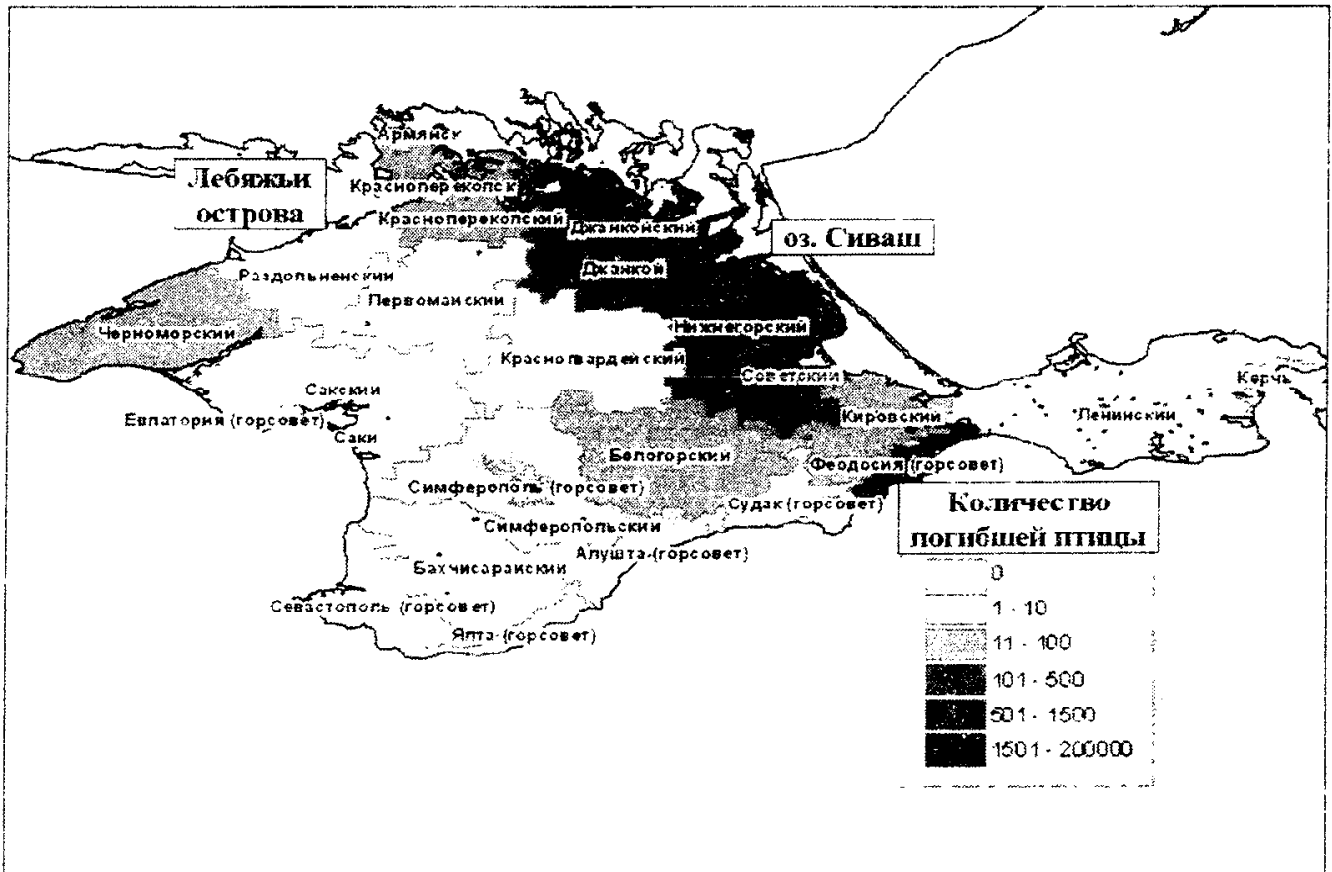 Армянск
Лебяжьи
острова
Красноперекопск
Красноперекопский
Джанкойский
оз. Сиваш
Раздольненский
Джанкой
Первомайский
Черноморский
Нижнегорский
Красногвардейский
Советский
Сакский
Керчь
Евпатория (горсовет)
Кировский
Ленинский
Саки
Белогорский
Феодосия (горсовет)
Симферополь (горсовет)
Судак (горсовет)
Симферопольский
Алушта (горсовет)
Бахчисарайский
Севастополь (горсовет)
Ялта (горсовет)
Количество
погибшей птицы
0
1 - 10
11 - 100
101 - 500
501 - 1500
1501 - 200000